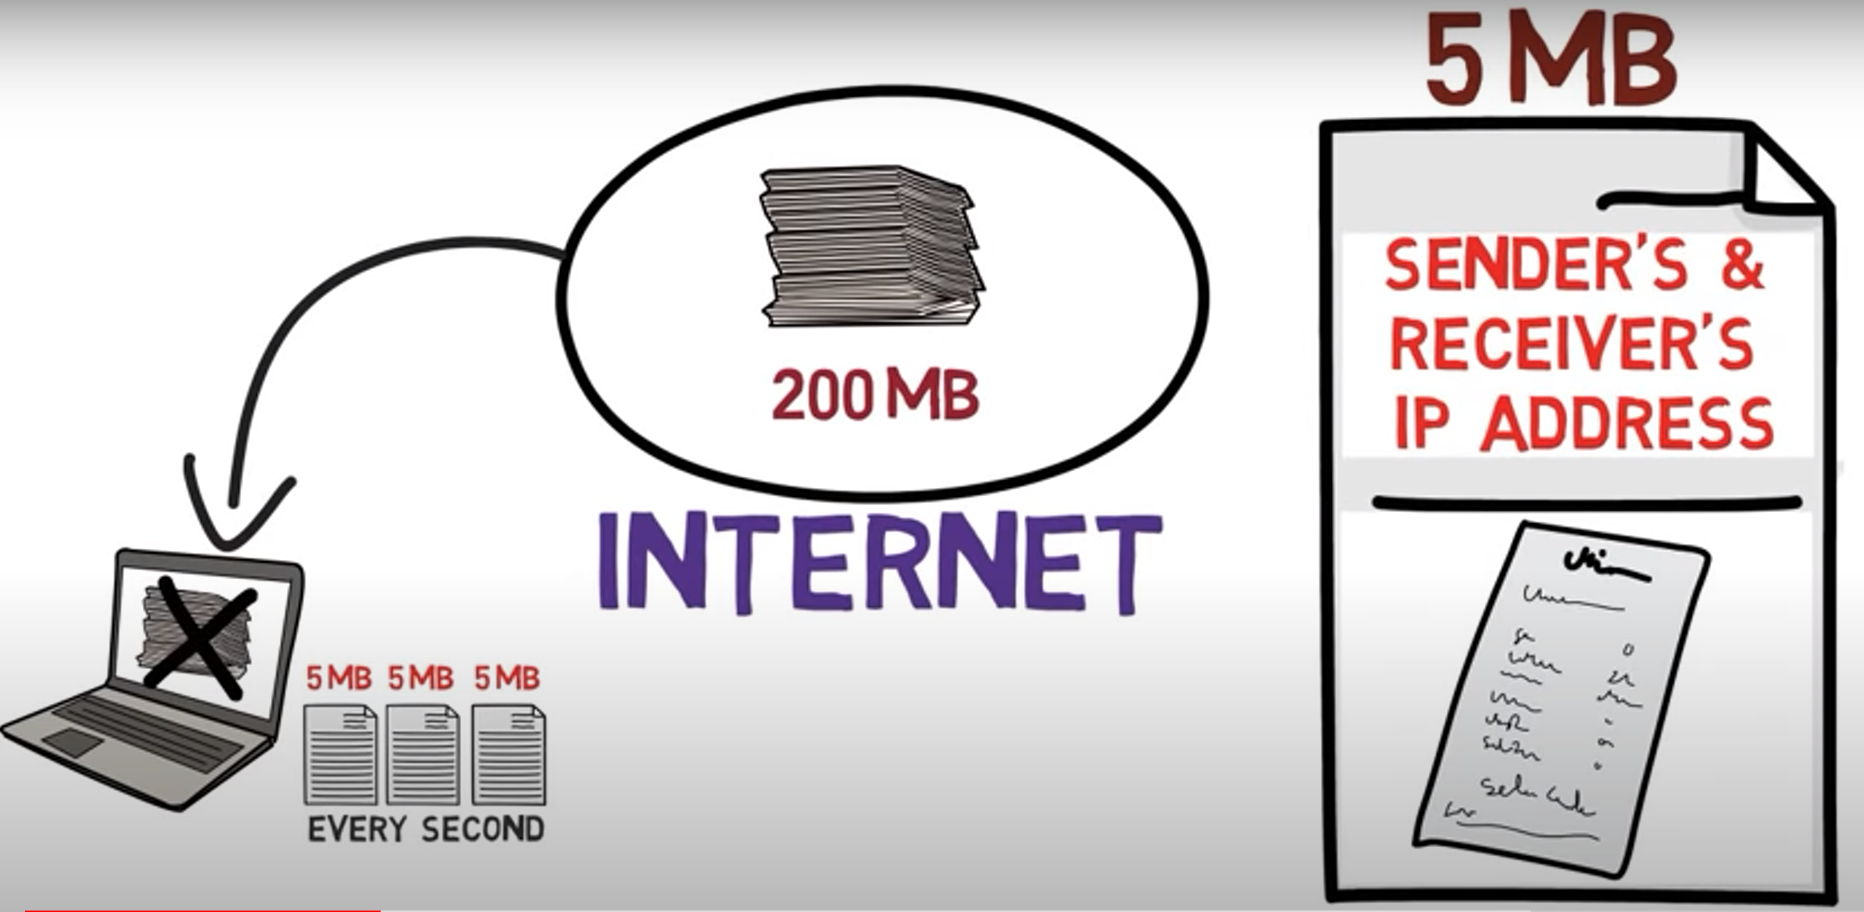 5 MB
200 MB
INTERNET
5 MB 5 MB 5 MB
EVERY SECOND
SENDER'S &
RECEIVER'S
IP ADDRESS